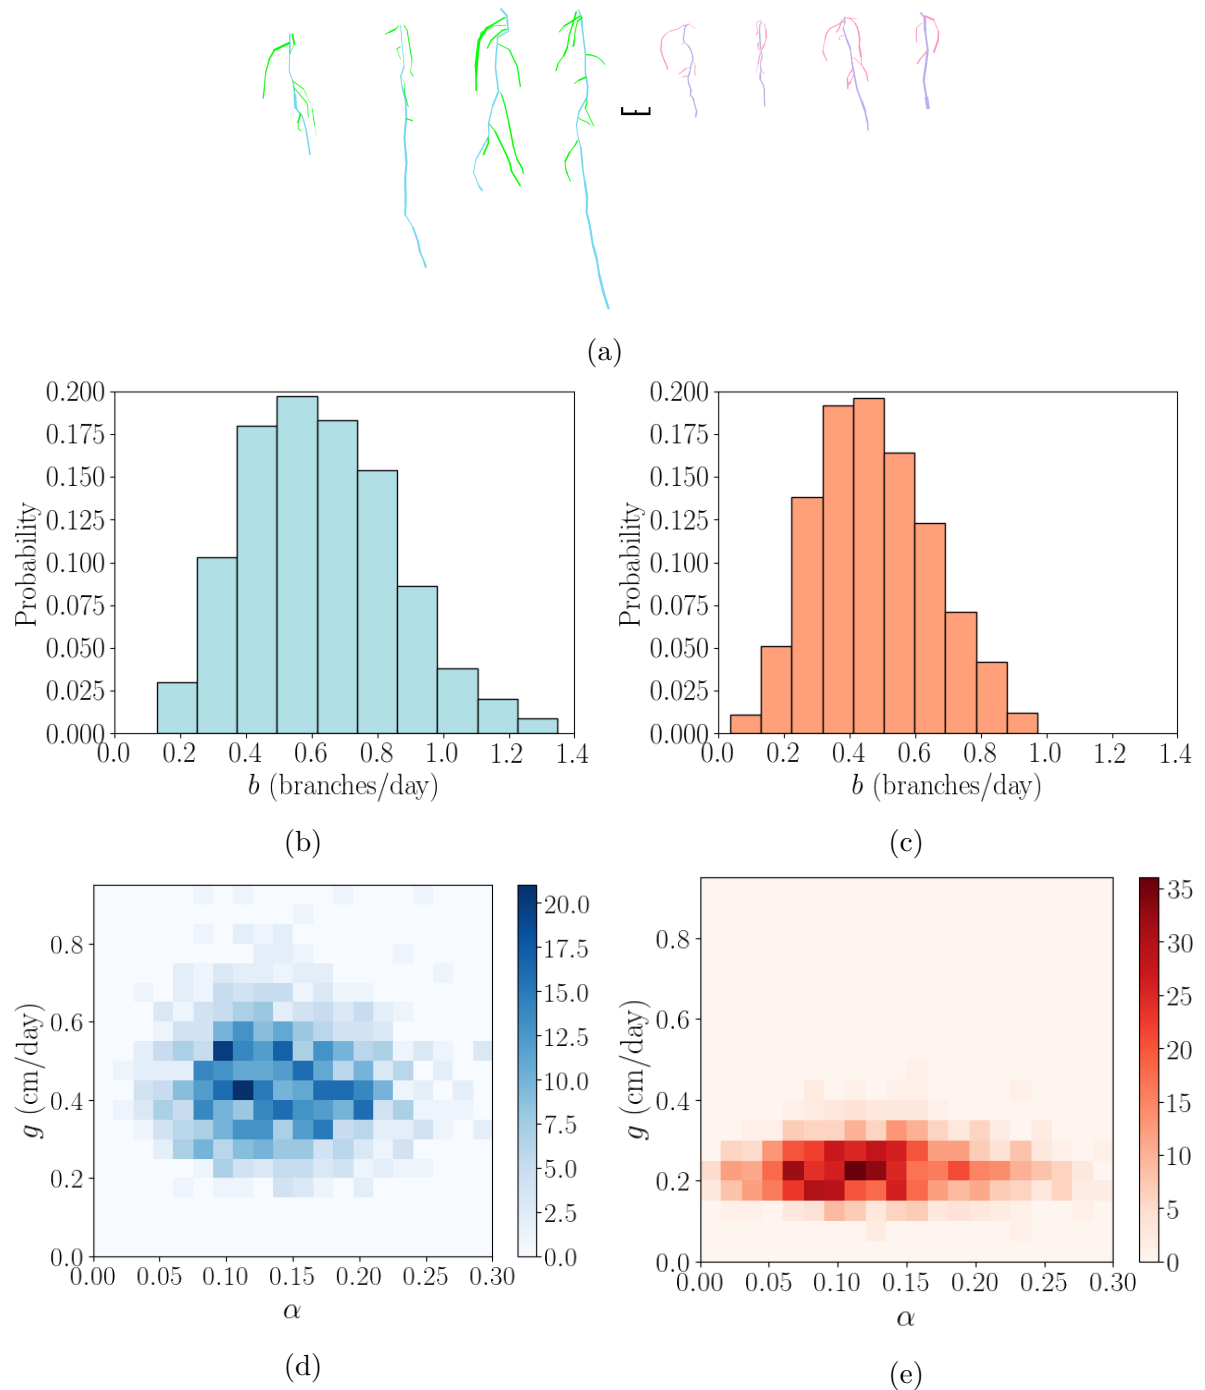 (a)
0.200
0.175
0.150
0.125
0.100
0.075
0.050
0.025
0.000
Probability
0.0 0.2 0.4 0.6 0.8 1.0 1.2 1.4
b (branches/day)
(b)
0.200
0.175
0.150
0.125
0.100
0.075
0.050
0.025
0.000
Probability
0.0 0.2 0.4 0.6 0.8 1.0 1.2 1.4
b (branches/day)
(c)
0.8
0.6
0.4
0.2
0.0
g (cm/day)
0.00 0.05 0.10 0.15 0.20 0.25 0.30
α
20.0
17.5
15.0
12.5
10.0
7.5
5.0
2.5
0.0
(d)
0.8
0.6
0.4
0.2
0.0
g (cm/day)
0.00 0.05 0.10 0.15 0.20 0.25 0.30
α
35
30
25
20
15
10
5
0
(e)